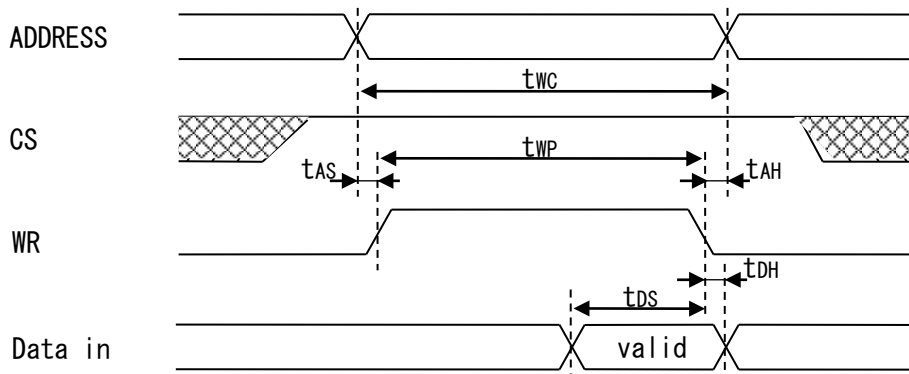 ADDRESS
tWC
CS
tWP
tAS
tAH
WR
tDH
tDS
Data in
valid